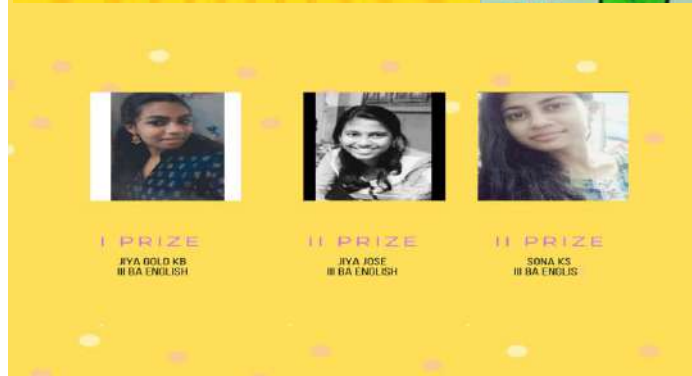 I PRIZE
JIYA GOLD KB
III BA ENGLISH
II PRIZE
JIYA JOSE
III BA ENGLISH
II PRIZE
SONA KS
III BA ENGLIS